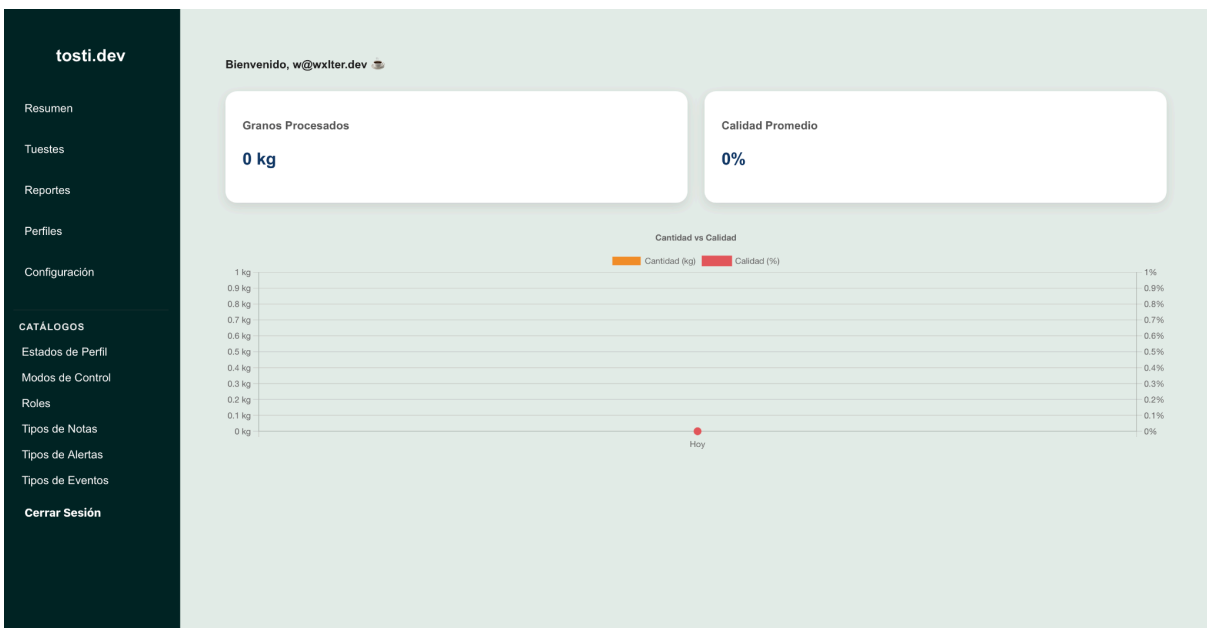 tosti.dev
Resumen
Tuestes
Reportes
Perfiles
Configuración
CATÁLOGOS
Estados de Perfil
Modos de Control
Roles
Tipos de Notas
Tipos de Alertas
Tipos de Eventos
Cerrar Sesión
Bienvenido, w@wxlter.dev ☕
Granos Procesados
0 kg
Calidad Promedio
0%
Cantidad vs Calidad
Cantidad (kg) Calidad (%)
1 kg 1%
0.9 kg 0.9%
0.8 kg 0.8%
0.7 kg 0.7%
0.6 kg 0.6%
0.5 kg 0.5%
0.4 kg 0.4%
0.3 kg 0.3%
0.2 kg 0.2%
0.1 kg 0.1%
0 kg 0%
Hoy